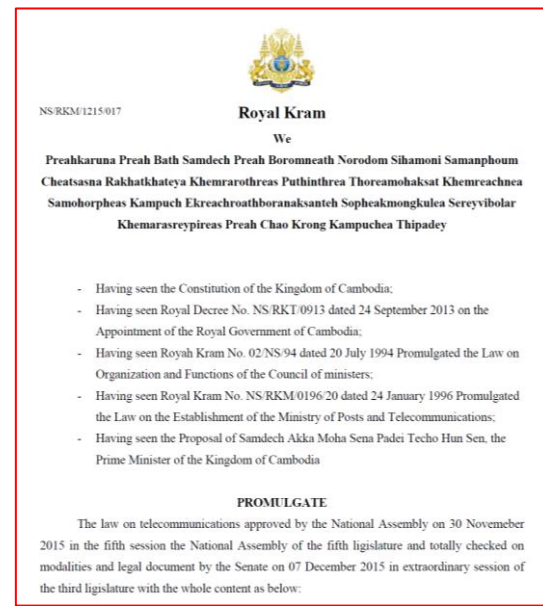 NS/RKM/1215/017
Royal Kram
We
Preahkaruna Preah Bath Samdech Preah Boromneath Norodom Sihamoni Samanphoum
Cheatsasna Rakhatkhateya Khemrarothreas Puthinthrea Thoreamohaksat Khemreachnea
Samohorpheas Kampuch Ekreachroathboranaksanteh Sopheakmongkulea Sereyvibolar
Khemarasreypireas Preah Chao Krong Kampuchea Thipadey
- Having seen the Constitution of the Kingdom of Cambodia;
- Having seen Royal Decree No. NS/RKT/0913 dated 24 September 2013 on the
Appointment of the Royal Government of Cambodia;
- Having seen Royah Kram No. 02/NS/94 dated 20 July 1994 Promulgated the Law on
Organization and Functions of the Council of ministers;
- Having seen Royal Kram No. NS/RKM/0196/20 dated 24 January 1996 Promulgated
the Law on the Establishment of the Ministry of Posts and Telecommunications;
- Having seen the Proposal of Samdech Akka Moha Sena Padei Techo Hun Sen, the
Prime Minister of the Kingdom of Cambodia
PROMULGATE
The law on telecommunications approved by the National Assembly on 30 Novemeber
2015 in the fifth session the National Assembly of the fifth ligislature and totally checked on
modalities and legal document by the Senate on 07 December 2015 in extraordinary session of
the third ligislature with the whole content as below: